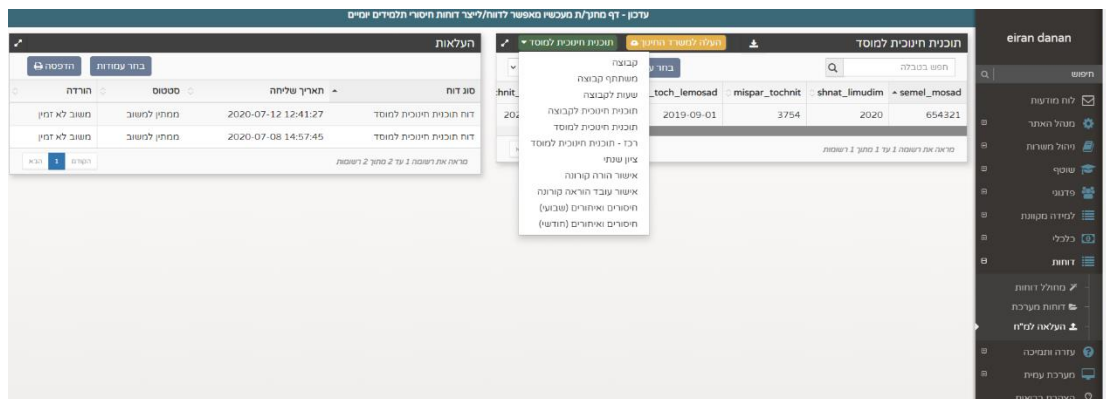 עדכון - דף מחנך/ת מעכשיו מאפשר לדווח/לייצר דוחות חיסורי תלמידים יומיים
eiran danan
חיפוש
לוח מודעות
מנהל האתר
ניהול משרות
שוטף
פדגוגי
למידה מקוונת
כלכלי
דוחות
מחולל דוחות
דוחות מערכת
העלאה למ"ח
עזרה ותמיכה
מערכת עמית
תוכנית חינוכית למוסד
העלה למשרד החינוך
תוכנית חינוכית למוסד
חפש בטבלה
semel_mosad shnat_limudim mispar_tochnit _toch_lemosad
654321 2020 3754 2019-09-01
מראה את רשומה 1 עד 1 מתוך 1 רשומות
קבוצה
משתתף קבוצה
שעות לקבוצה
תוכנית חינוכית לקבוצה
תוכנית חינוכית למוסד
רכז - תוכנית חינוכית למוסד
ציון שנתי
אישור הורה קורונה
אישור עובד הוראה קורונה
חיסורים ואיחורים (שבועי)
חיסורים ואיחורים (חודשי)
העלאות
בחר עמודות הדפסה
סוג דוח תאריך שליחה סטטוס הורדה
דוח תוכנית חינוכית למוסד 2020-07-12 12:41:27 ממתין למשוב משוב לא זמין
דוח תוכנית חינוכית למוסד 2020-07-08 14:57:45 ממתין למשוב משוב לא זמין
מראה את רשומה 1 עד 2 מתוך 2 רשומות
הקודם 1 הבא